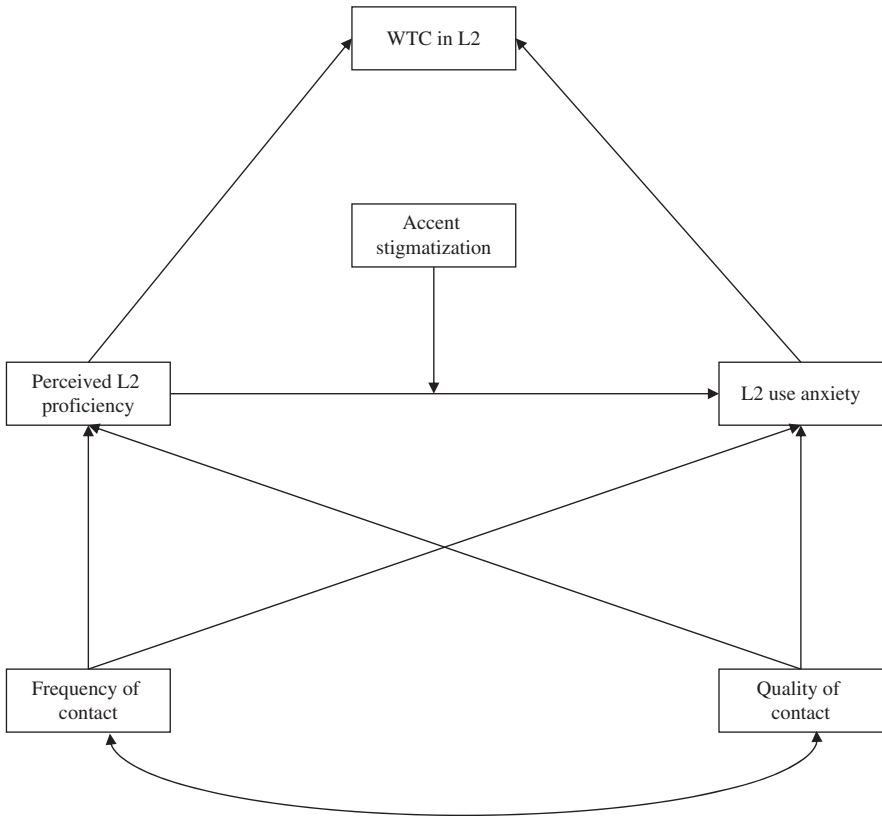 WTC in L2
Accent
stigmatization
Perceived L2
proficiency
L2 use anxiety
Frequency of
contact
Quality of
contact